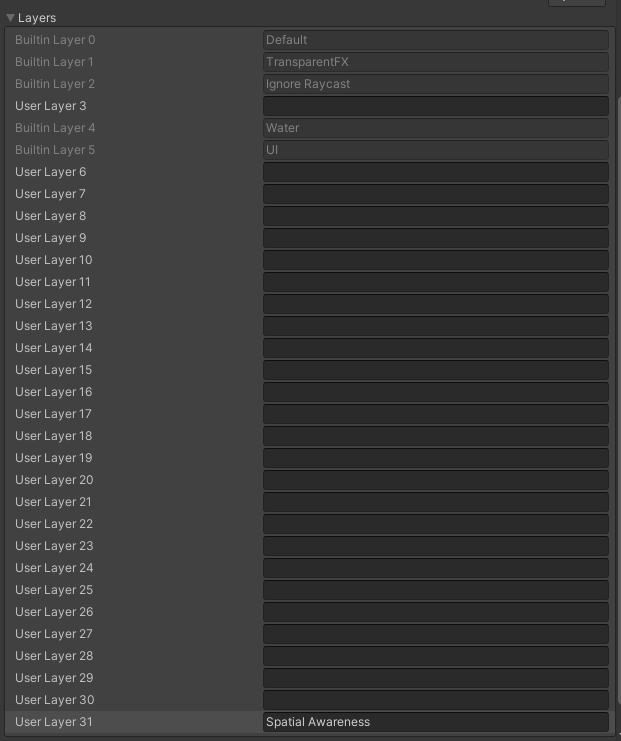 Layers
Builtin Layer 0 Default
Builtin Layer 1 TransparentFX
Builtin Layer 2 Ignore Raycast
User Layer 3
Builtin Layer 4 Water
Builtin Layer 5 UI
User Layer 6
User Layer 7
User Layer 8
User Layer 9
User Layer 10
User Layer 11
User Layer 12
User Layer 13
User Layer 14
User Layer 15
User Layer 16
User Layer 17
User Layer 18
User Layer 19
User Layer 20
User Layer 21
User Layer 22
User Layer 23
User Layer 24
User Layer 25
User Layer 26
User Layer 27
User Layer 28
User Layer 29
User Layer 30
User Layer 31 Spatial Awareness